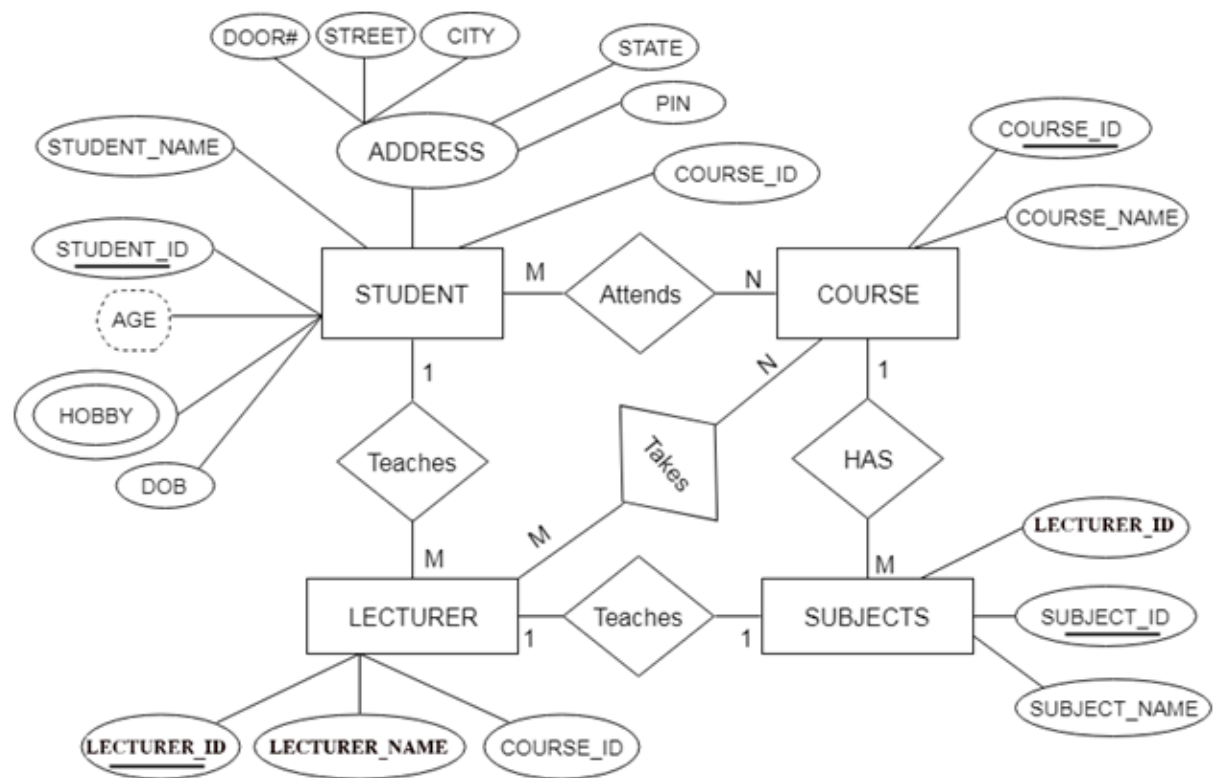 DOOR#
STREET
CITY
STATE
PIN
ADDRESS
STUDENT_NAME
COURSE_ID
COURSE_ID
COURSE_NAME
STUDENT_ID
AGE
HOBBY
DOB
STUDENT
M
Attends
N
COURSE
1
N
1
Teaches
Takes
HAS
M
M
M
LECTURER_ID
LECTURER
1
Teaches
1
SUBJECTS
SUBJECT_ID
SUBJECT_NAME
LECTURER_ID
LECTURER_NAME
COURSE_ID